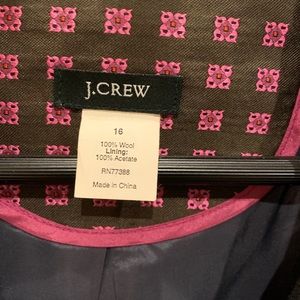 J.CREW
16
100% Wool
Lining:
100% Acetate
RN77388
Made in China